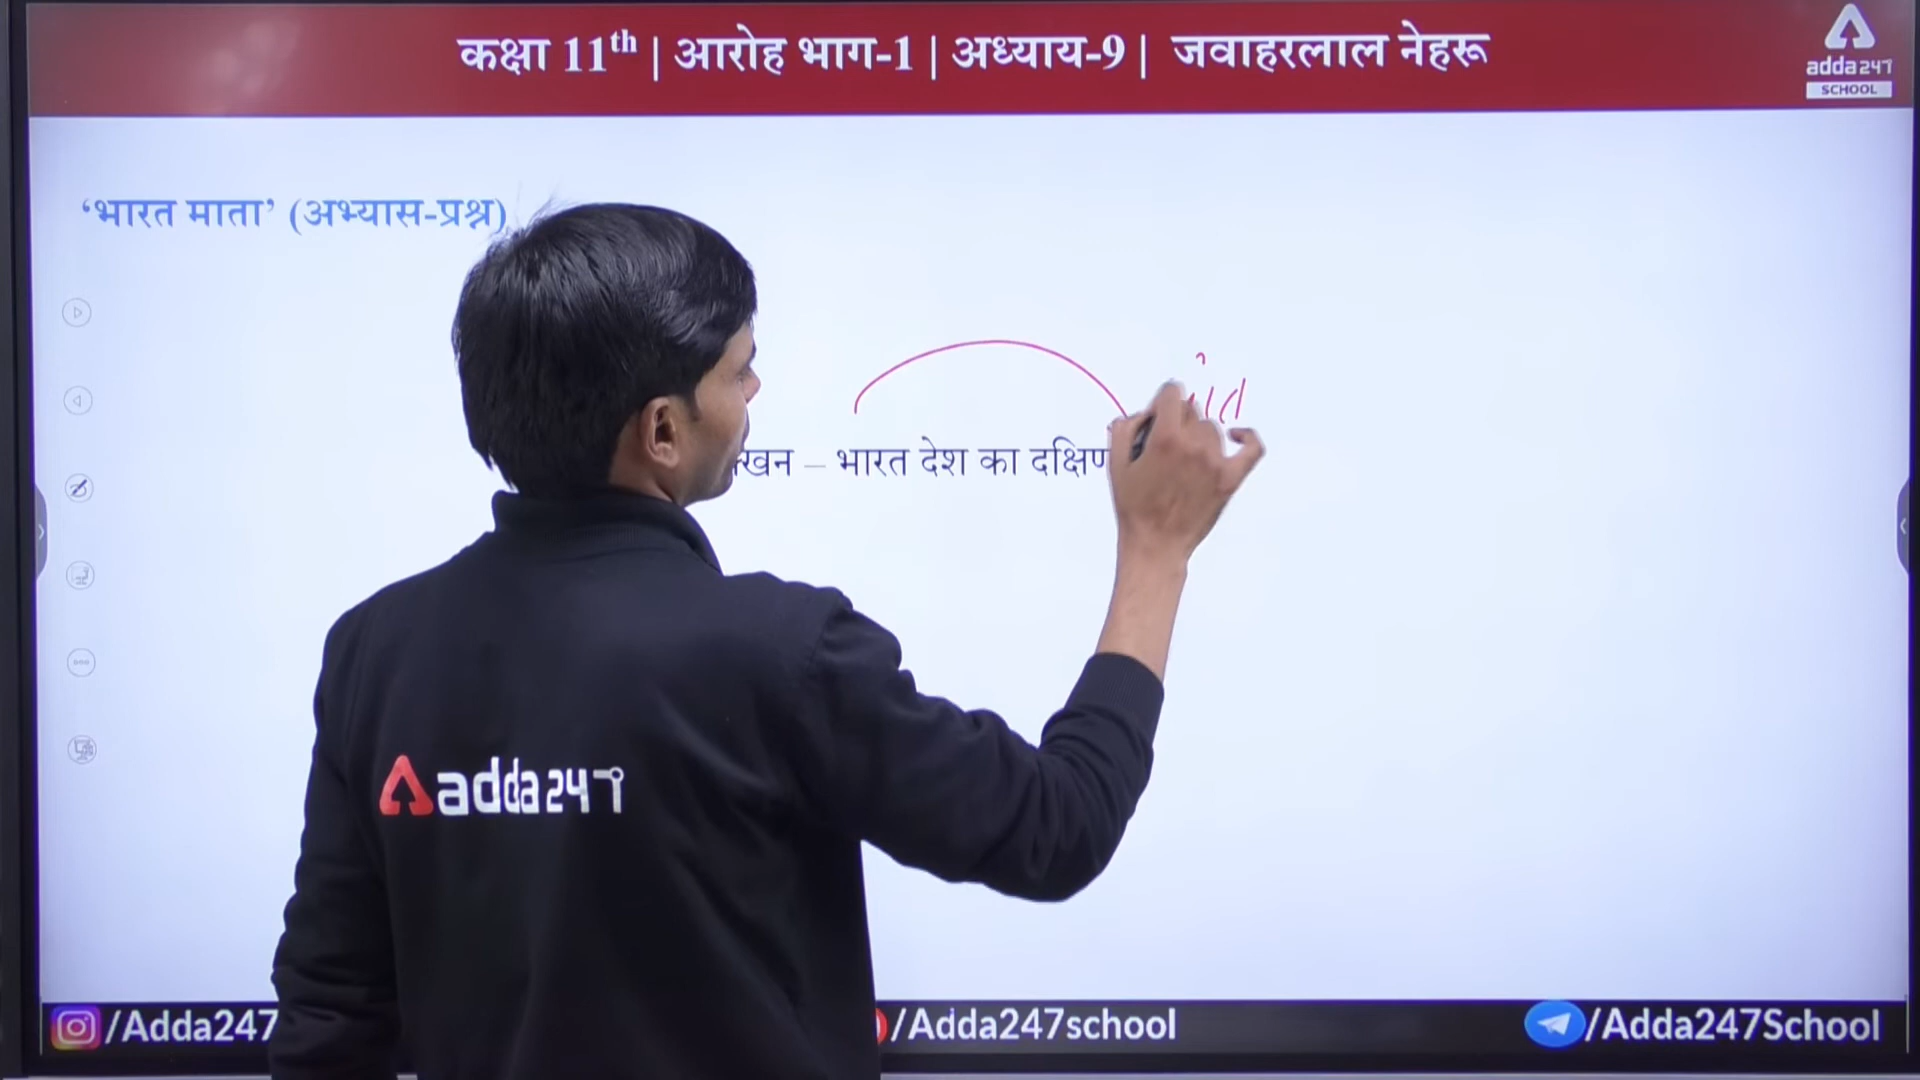 कक्षा 11th | आरोह भाग-1 | अध्याय-9 | जवाहरलाल नेहरू
adda247
SCHOOL
‘भारत माता’ (अभ्यास-प्रश्न)
– भारत देश का दक्षिण
adda247
/Adda247
/Adda247school
/Adda247School